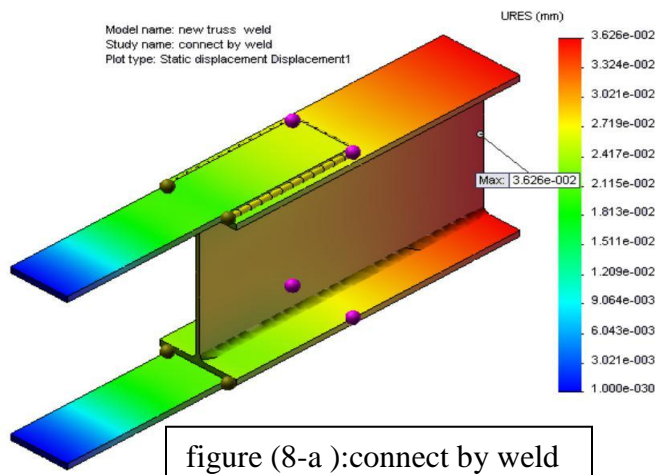 Model name: new truss weld
Study name: connect by weld
Plot type: Static displacement Displacement1
URES (mm)
3.626e-002
3.324e-002
3.022e-002
2.719e-002
2.417e-002
2.115e-002
1.813e-002
1.511e-002
1.209e-002
9.064e-003
6.043e-003
3.021e-003
1.000e-030
Max: 3.626e-002
figure (8-a ):connect by weld